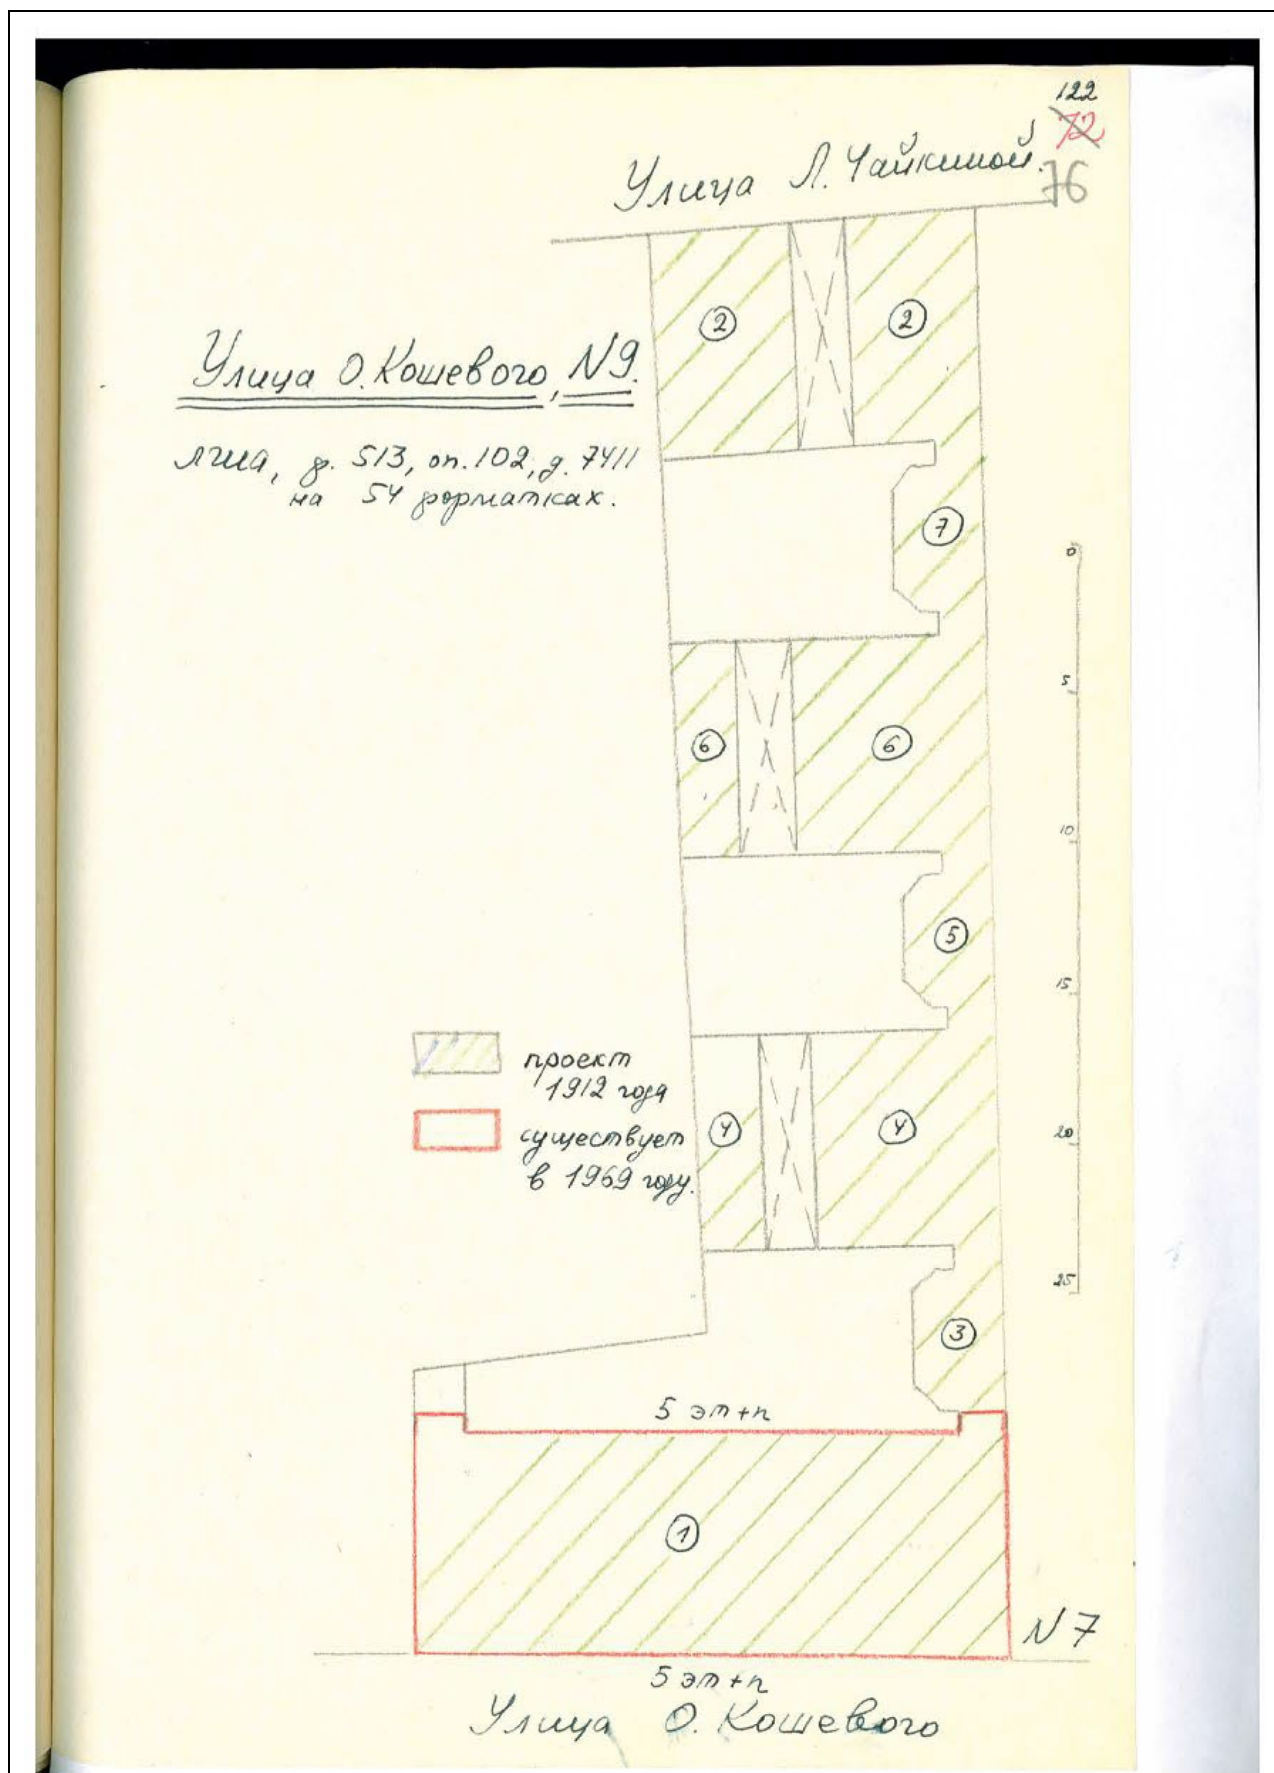 122
72
76
Улица Л. Чайкиной.
② ②
Улица О.Кошевого, N9.
ЛГИА, ф. 513, оп.102, д. 7411
на 54 форматках.
⑦
0
5
⑥ ⑥
10
⑤
15
проект
1912 года
④ ④
существует
в 1969 году.
20
25
③
5 эт+п
①
N 7
5 эт+п
Улица О. Кошевого